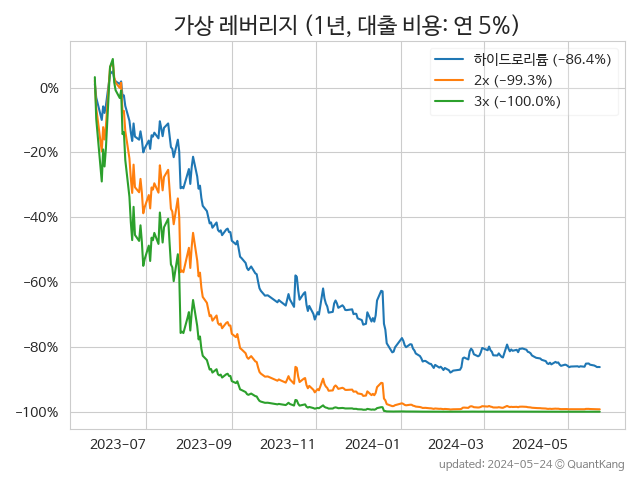 가상 레버리지 (1년, 대출 비용: 연 5%)
하이드로리튬 (−86.4%)
2x (−99.3%)
3x (−100.0%)
0%
−20%
−40%
−60%
−80%
−100%
2023-07 2023-09 2023-11 2024-01 2024-03 2024-05
updated: 2024-05-24 © QuantKang